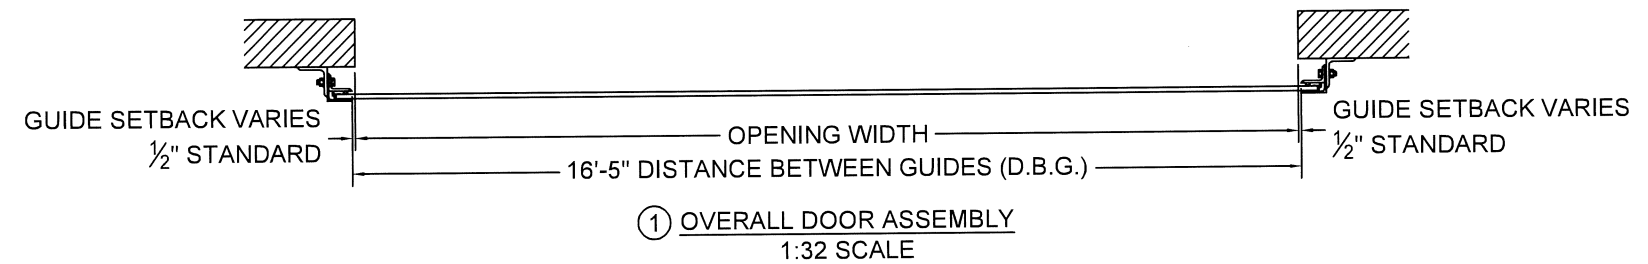 GUIDE SETBACK VARIES
½" STANDARD
OPENING WIDTH
GUIDE SETBACK VARIES
½" STANDARD
16'-5" DISTANCE BETWEEN GUIDES (D.B.G.)
1 OVERALL DOOR ASSEMBLY
1:32 SCALE